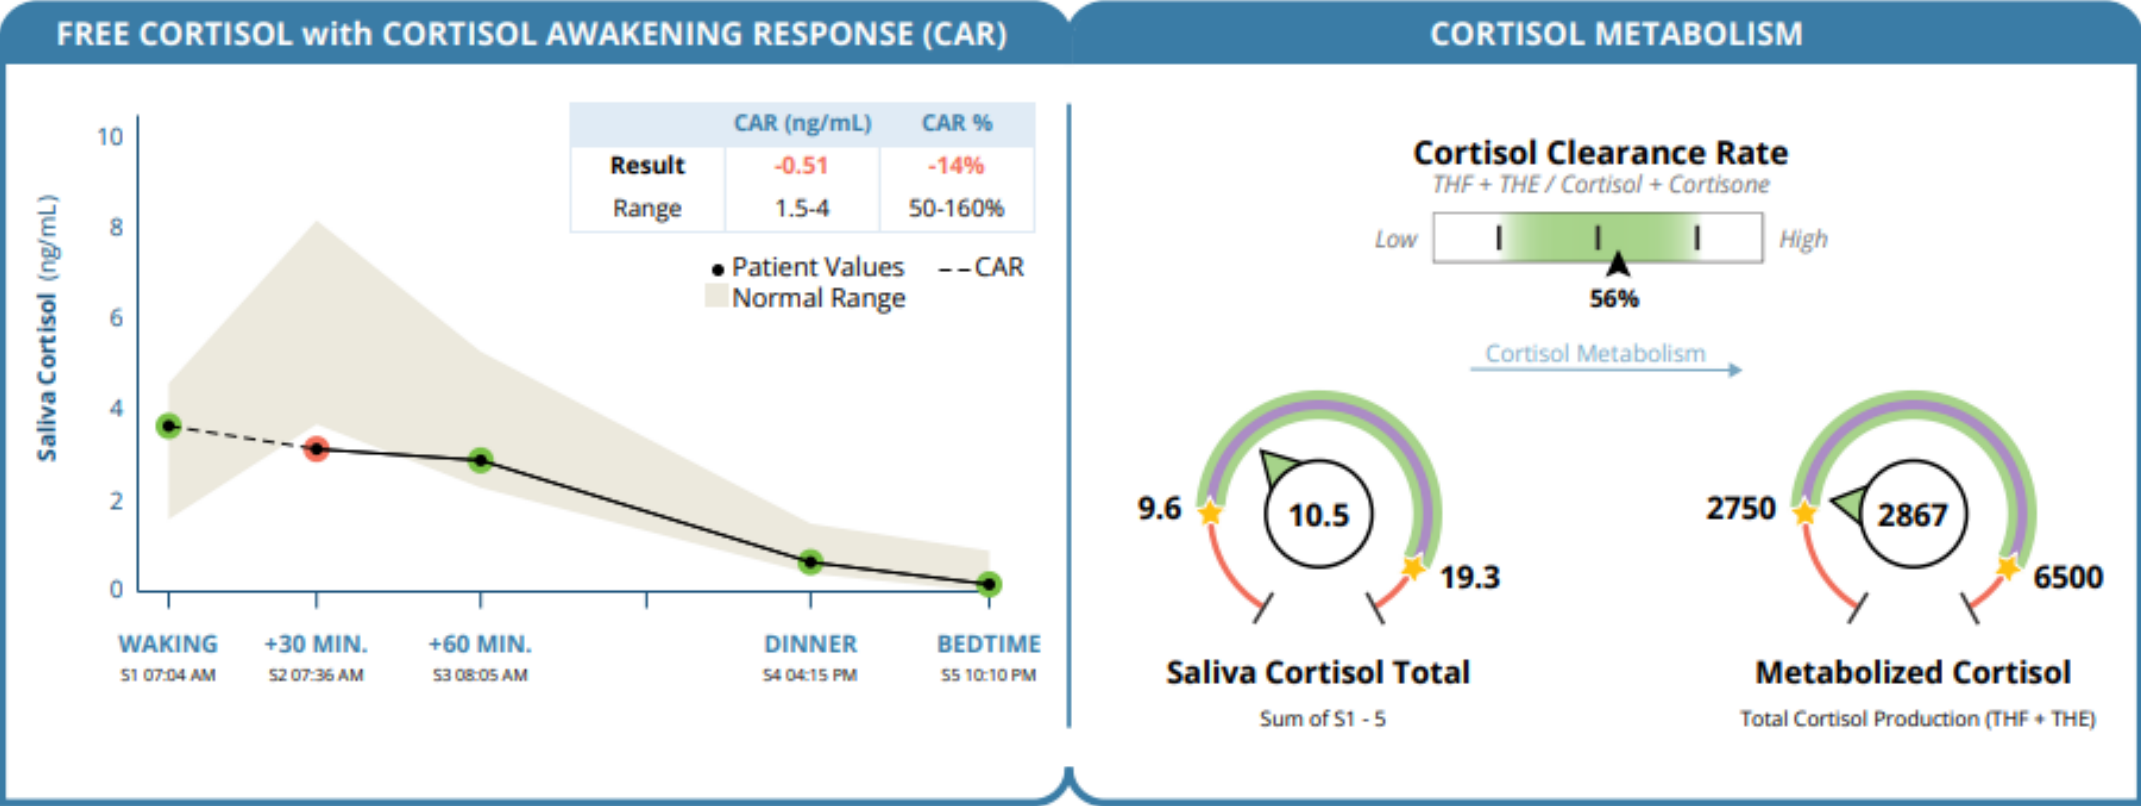 FREE CORTISOL with CORTISOL AWAKENING RESPONSE (CAR)
CAR (ng/mL) CAR %
Result -0.51 -14%
Range 1.5-4 50-160%
Patient Values --CAR
Normal Range
Saliva Cortisol (ng/mL)
10
8
6
4
2
0
WAKING +30 MIN. +60 MIN. DINNER BEDTIME
S1 07:04 AM S2 07:36 AM S3 08:05 AM S4 04:15 PM S5 10:10 PM
CORTISOL METABOLISM
Cortisol Clearance Rate
THF + THE / Cortisol + Cortisone
Low High
56%
Cortisol Metabolism
9.6 10.5 19.3
Saliva Cortisol Total
Sum of S1 - 5
2750 2867 6500
Metabolized Cortisol
Total Cortisol Production (THF + THE)